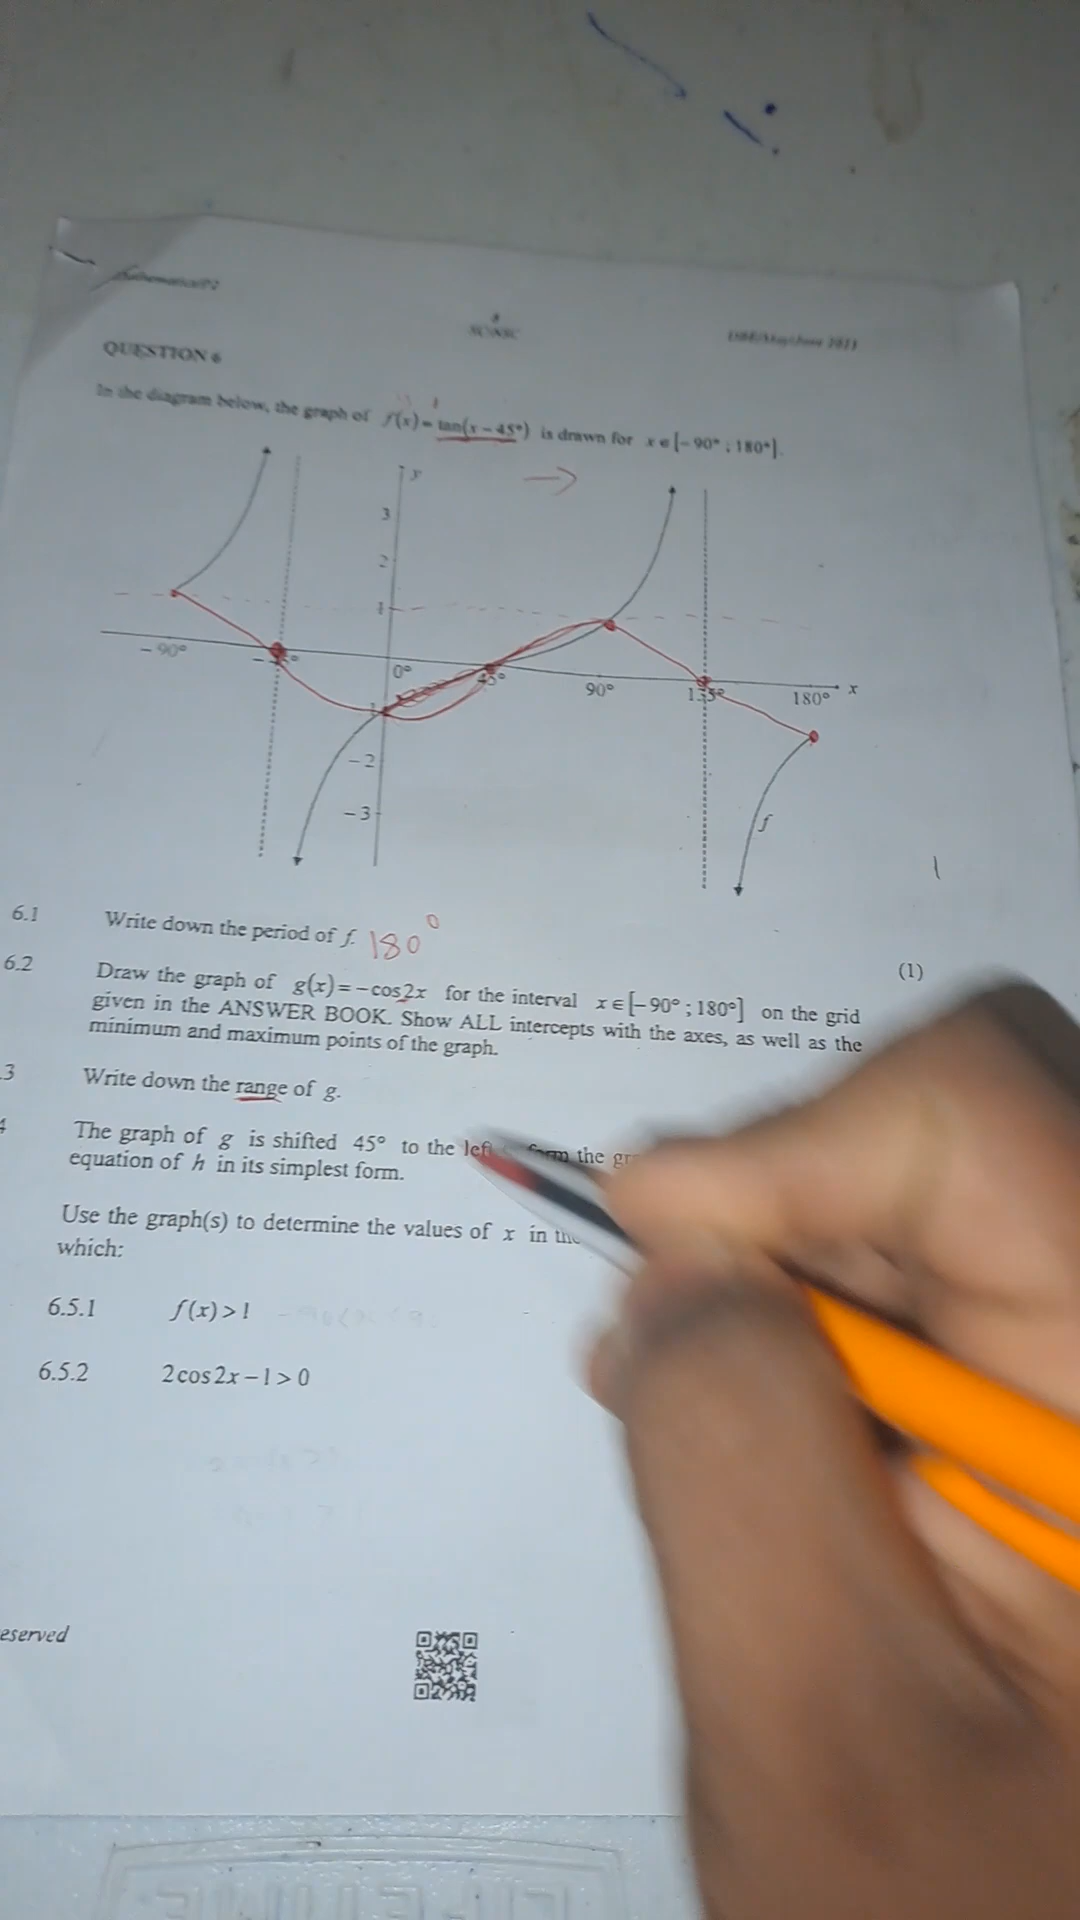 QUESTION 6
In the diagram below, the graph of f(x) = tan(x − 45°) is drawn for x ∈ [− 90° ; 180°].
y
3
2
1
− 90°
0°
45°
90°
135°
180°
x
− 2
− 3
f
6.1 Write down the period of f. 180°
(1)
6.2 Draw the graph of g(x) = − cos 2x for the interval x ∈ [− 90° ; 180°] on the grid
given in the ANSWER BOOK. Show ALL intercepts with the axes, as well as the
minimum and maximum points of the graph.
.3 Write down the range of g.
4 The graph of g is shifted 45° to the left the
equation of h in its simplest form.
Use the graph(s) to determine the values of x in
which:
6.5.1 f(x) > 1
6.5.2 2 cos 2x − 1 > 0
eserved